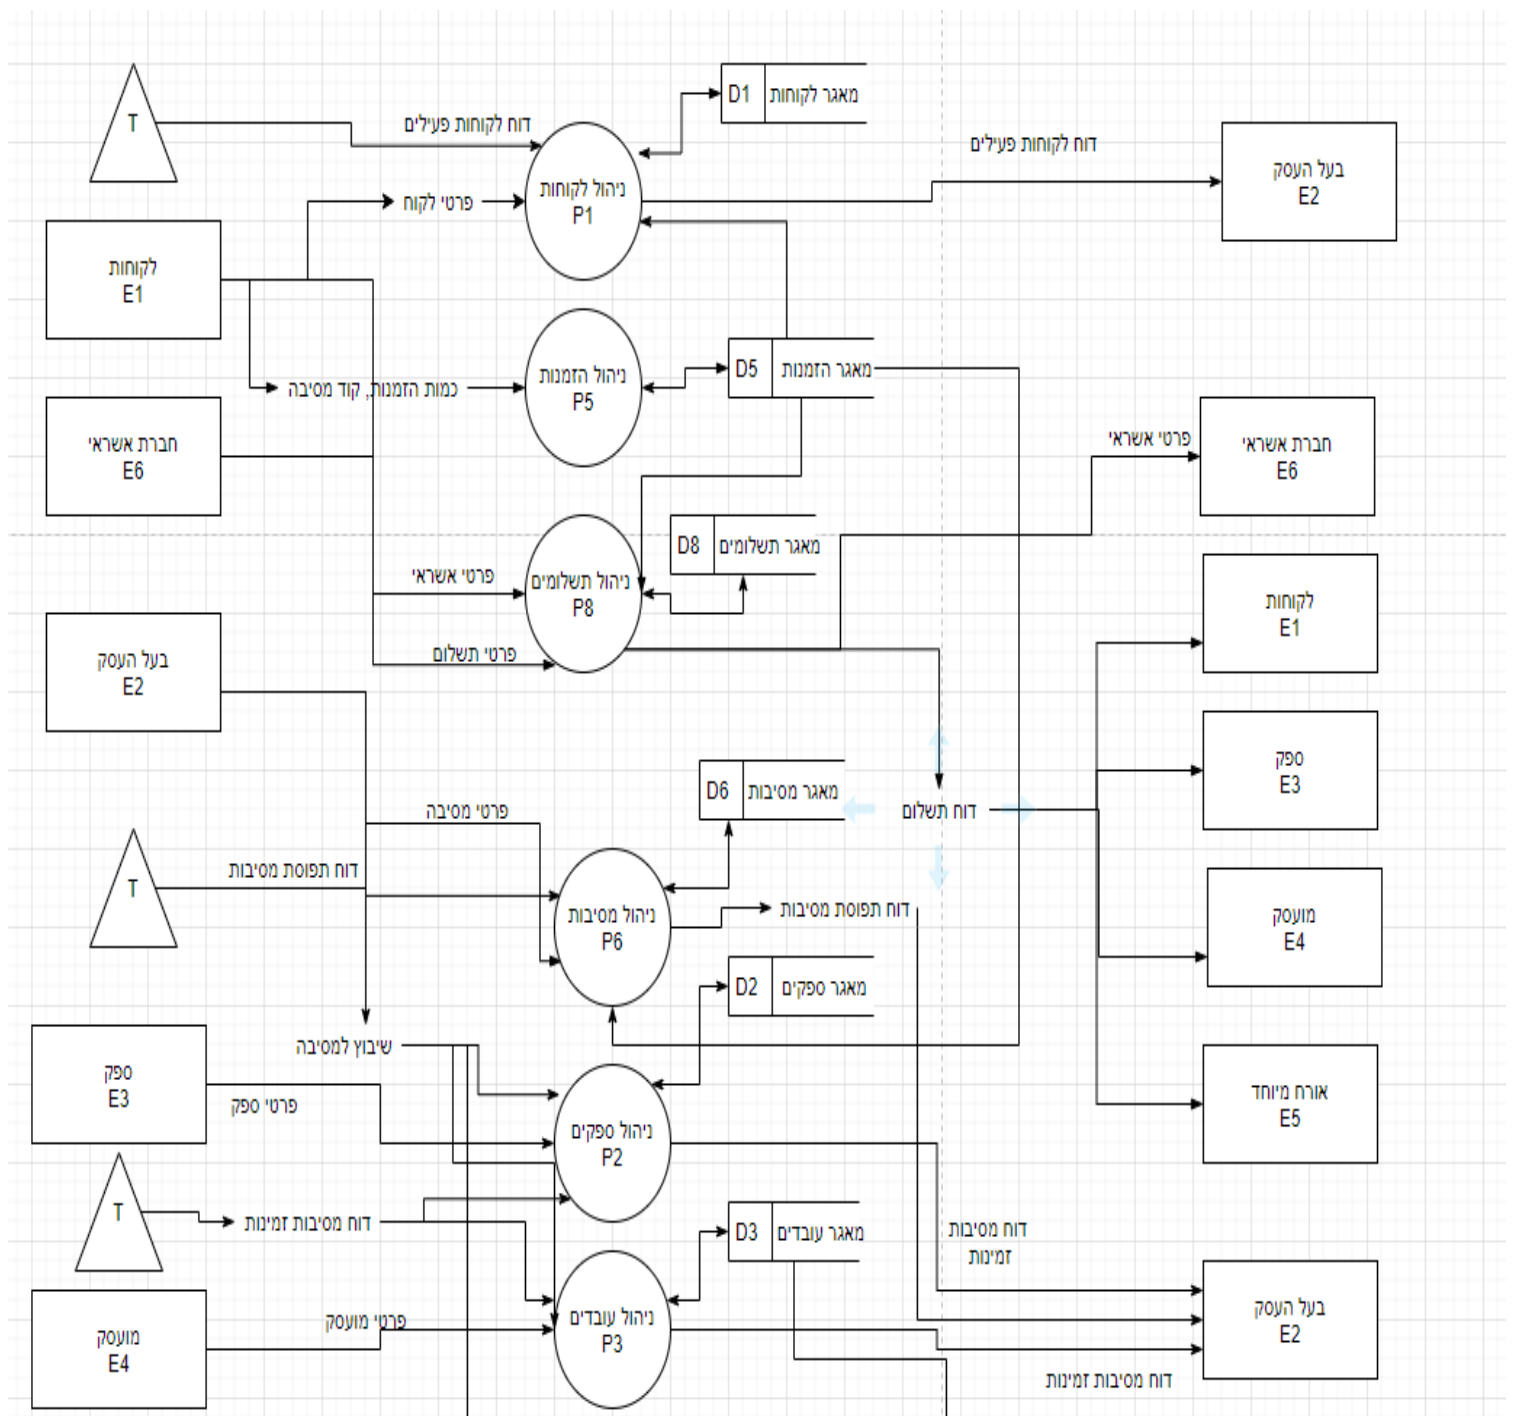 T
דוח לקוחות פעילים
D1
מאגר לקוחות
דוח לקוחות פעילים
בעל העסק
E2
פרטי לקוח
ניהול לקוחות
P1
לקוחות
E1
כמות הזמנות, קוד מסיבה
ניהול הזמנות
P5
D5
מאגר הזמנות
חברת אשראי
E6
פרטי אשראי
חברת אשראי
E6
D8
מאגר תשלומים
פרטי אשראי
ניהול תשלומים
P8
לקוחות
E1
פרטי תשלום
בעל העסק
E2
ספק
E3
D6
מאגר מסיבות
דוח תשלום
פרטי מסיבה
T
דוח תפוסת מסיבות
ניהול מסיבות
P6
דוח תפוסת מסיבות
מועסק
E4
D2
מאגר ספקים
שיבוץ למסיבה
ספק
E3
פרטי ספק
ניהול ספקים
P2
אורח מיוחד
E5
T
דוח מסיבות זמינות
D3
מאגר עובדים
דוח מסיבות
זמינות
מועסק
E4
פרטי מועסק
ניהול עובדים
P3
בעל העסק
E2
דוח מסיבות זמינות